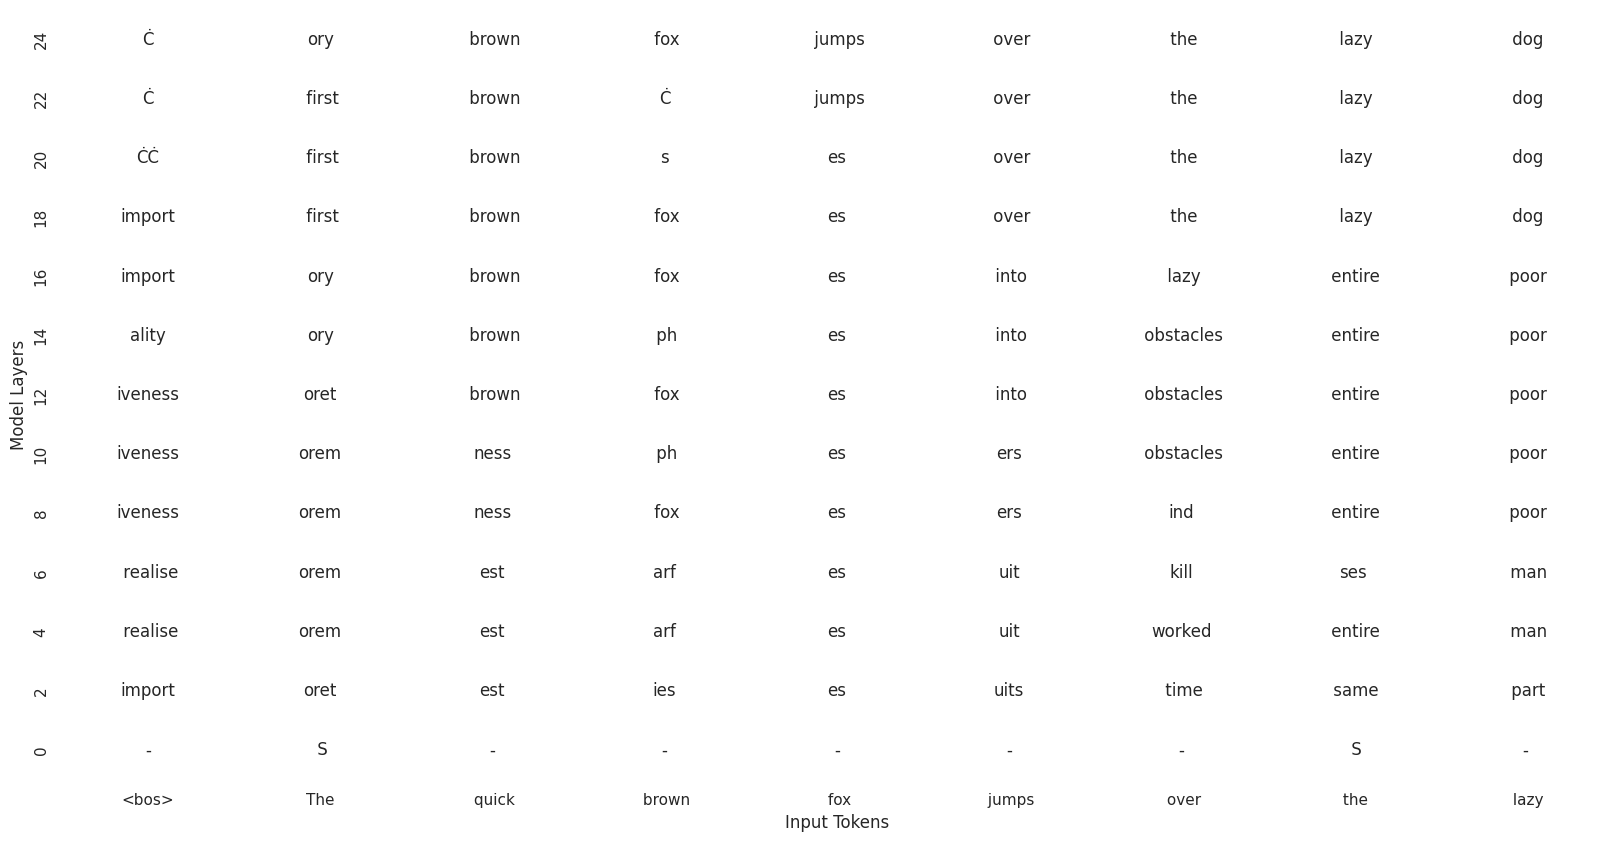 24 Ċ ory brown fox jumps over the lazy dog
22 Ċ first brown Ċ jumps over the lazy dog
20 ĊĊ first brown s es over the lazy dog
18 import first brown fox es over the lazy dog
16 import ory brown fox es into lazy entire poor
14 ality ory brown ph es into obstacles entire poor
12 iveness oret brown fox es into obstacles entire poor
10 iveness orem ness ph es ers obstacles entire poor
8 iveness orem ness fox es ers ind entire poor
6 realise orem est arf es uit kill ses man
4 realise orem est arf es uit worked entire man
2 import oret est ies es uits time same part
0 - S - - - - - S -
<bos> The quick brown fox jumps over the lazy
Input Tokens
Model Layers